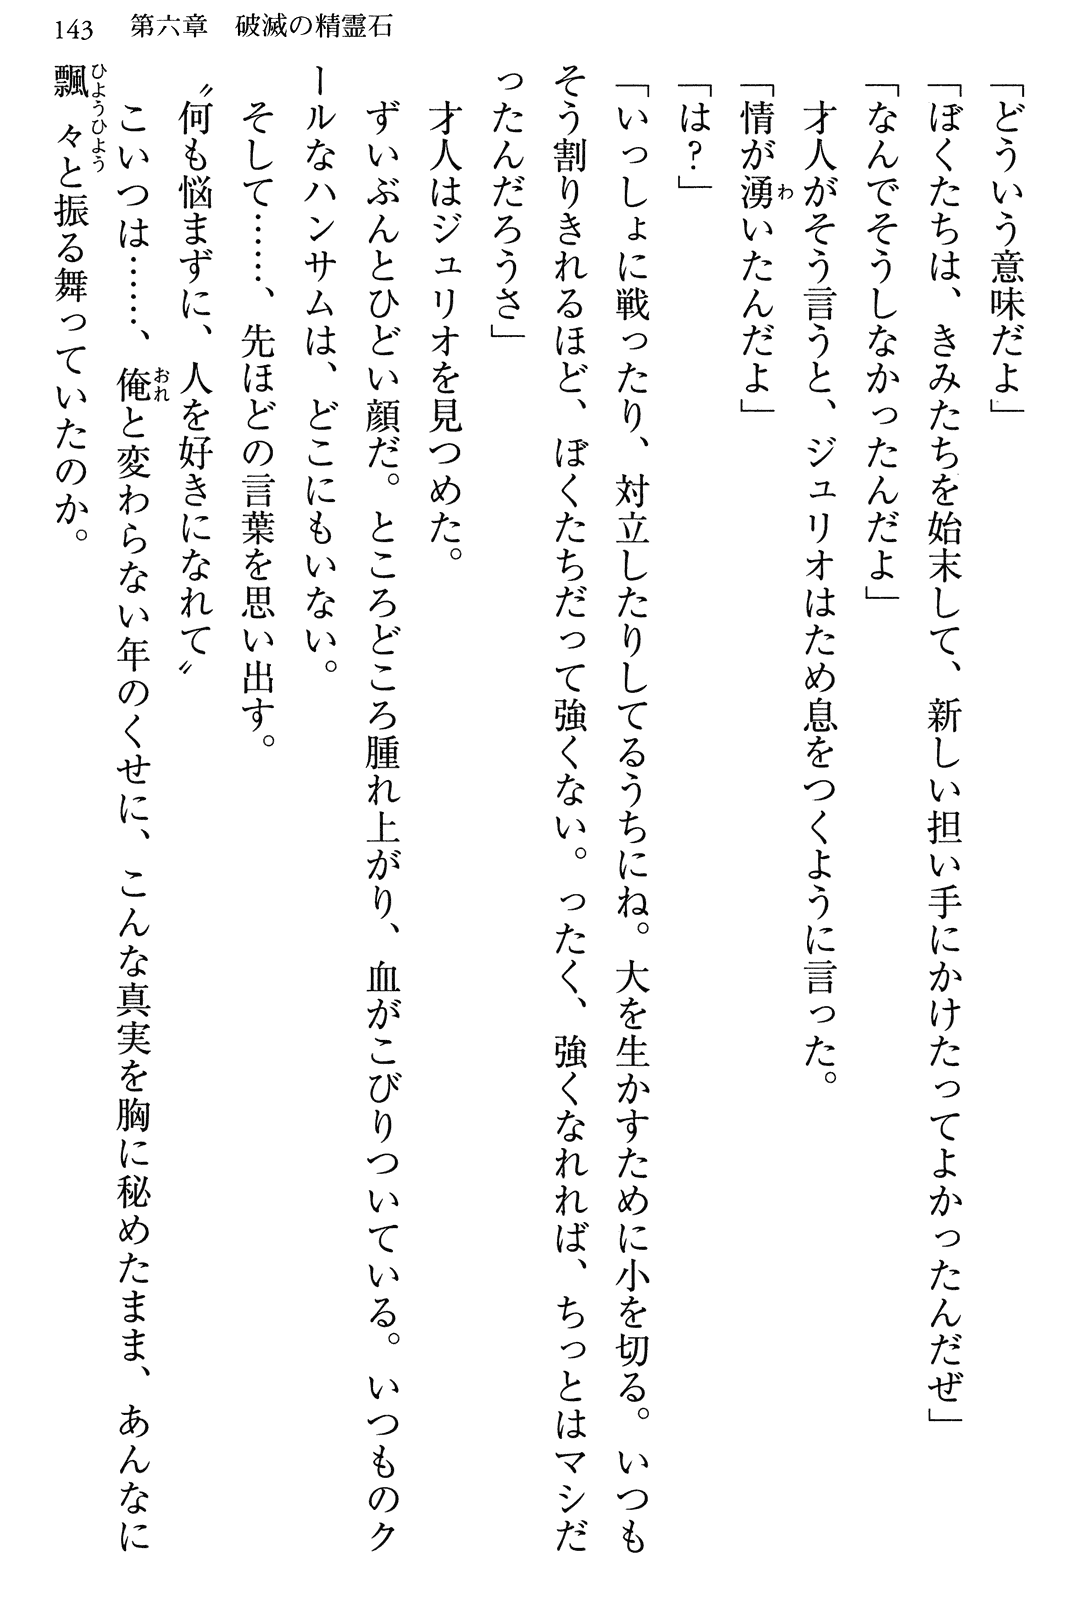 143　第六章　破滅の精霊石
「どういう意味だよ」
「ぼくたちは、きみたちを始末して、新しい担い手にかけたってよかったんだぜ」
「なんでそうしなかったんだよ」
　才人がそう言うと、ジュリオはため息をつくように言った。
「情が湧いたんだよ」
「は？」
「いっしょに戦ったり、対立したりしてるうちにね。大を生かすために小を切る。いつも
そう割りきれるほど、ぼくたちだって強くない。ったく、強くなれれば、ちっとはマシだ
ったんだろうさ」
　才人はジュリオを見つめた。
　ずいぶんとひどい顔だ。ところどころ腫れ上がり、血がこびりついている。いつものク
ールなハンサムは、どこにもいない。
　そして……、先ほどの言葉を思い出す。
〝何も悩まずに、人を好きになれて〟
　こいつは……、俺と変わらない年のくせに、こんな真実を胸に秘めたまま、あんなに
飄々と振る舞っていたのか。